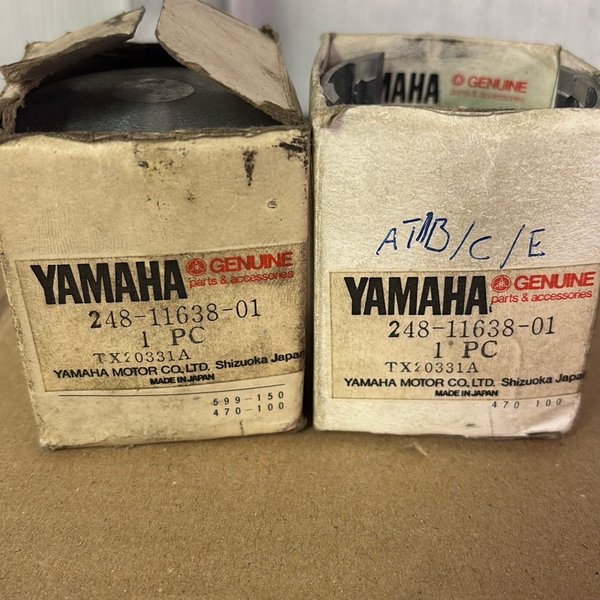 YAMAHA GENUINE
parts & accessories
248-11638-01
1 PC
TX20331A
YAMAHA MOTOR CO., LTD. Shizuoka Japan
MADE IN JAPAN
599-150
470-100
AMAHA GENUINE
parts & accessories
ATB/C/E
YAMAHA GENUINE
parts & accessories
248-11638-01
1 PC
TX20331A
YAMAHA MOTOR CO., LTD. Shizuoka Japan
MADE IN JAPAN
470 100